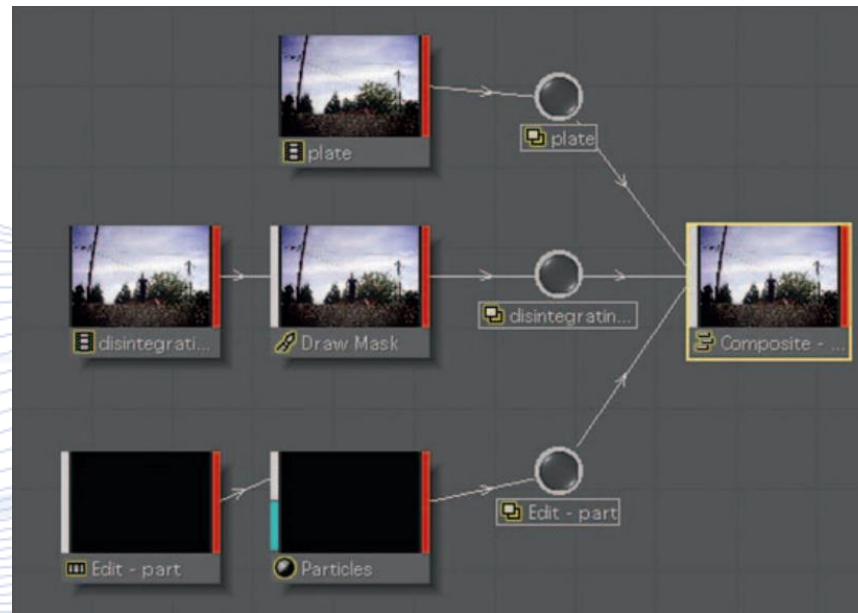 plate
plate
disintegrati...
Draw Mask
disintegratin...
Composite - ...
Edit - part
Particles
Edit - part